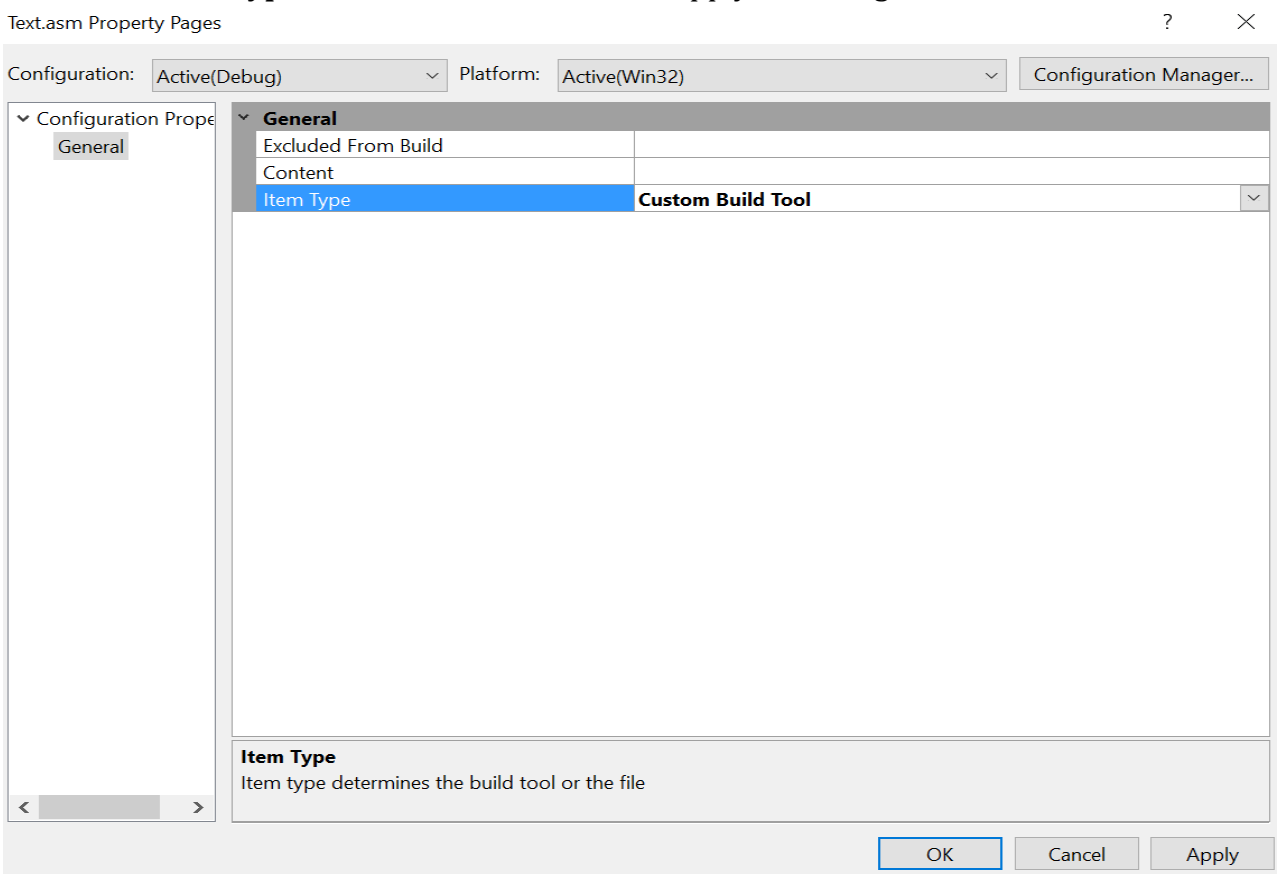 Text.asm Property Pages
?
Configuration: Active(Debug) Platform: Active(Win32) Configuration Manager...
Configuration Prope
General
General
Excluded From Build
Content
Item Type Custom Build Tool
Item Type
Item type determines the build tool or the file
OK Cancel Apply